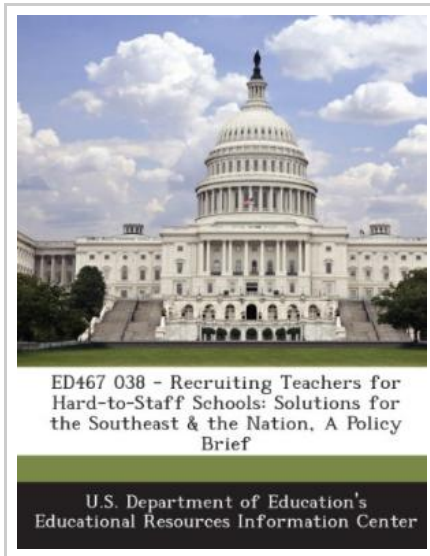 ED467 038 - Recruiting Teachers for
Hard-to-Staff Schools: Solutions for
the Southeast & the Nation, A Policy
Brief
U.S. Department of Education's
Educational Resources Information Center